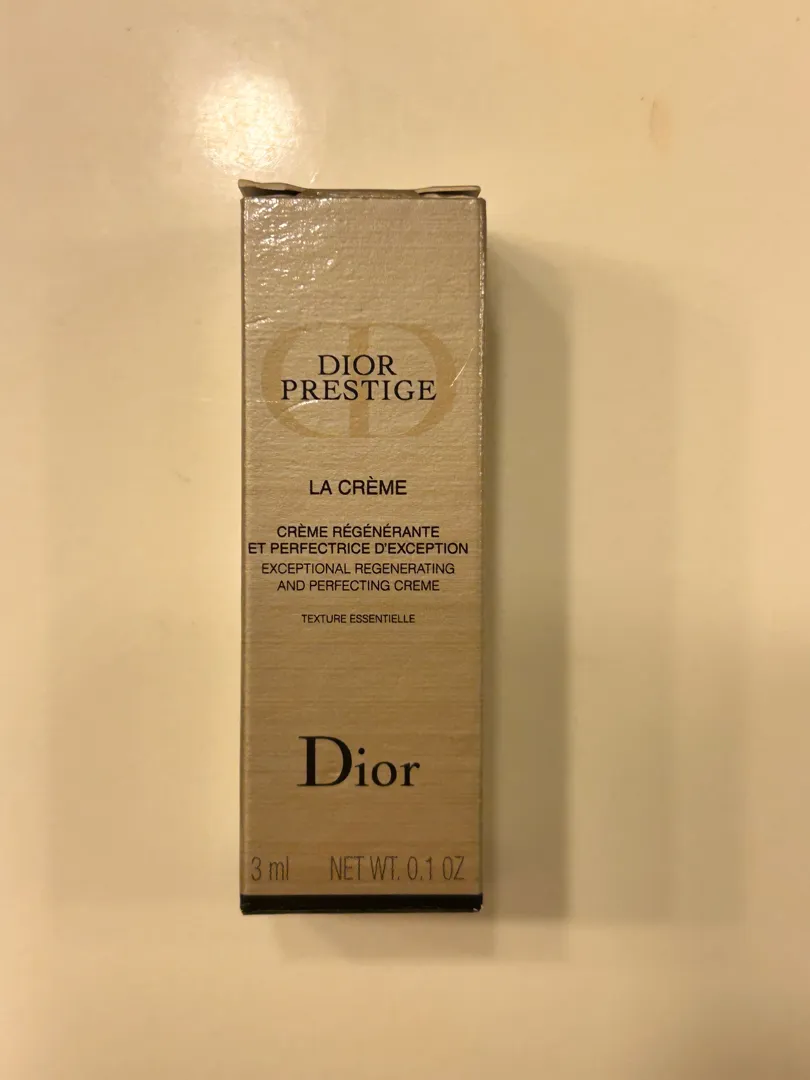 DIOR
PRESTIGE
LA CRÈME
CRÈME RÉGÉNÉRANTE
ET PERFECTRICE D'EXCEPTION
EXCEPTIONAL REGENERATING
AND PERFECTING CREME
TEXTURE ESSENTIELLE
Dior
3 ml NET WT. 0.1 OZ